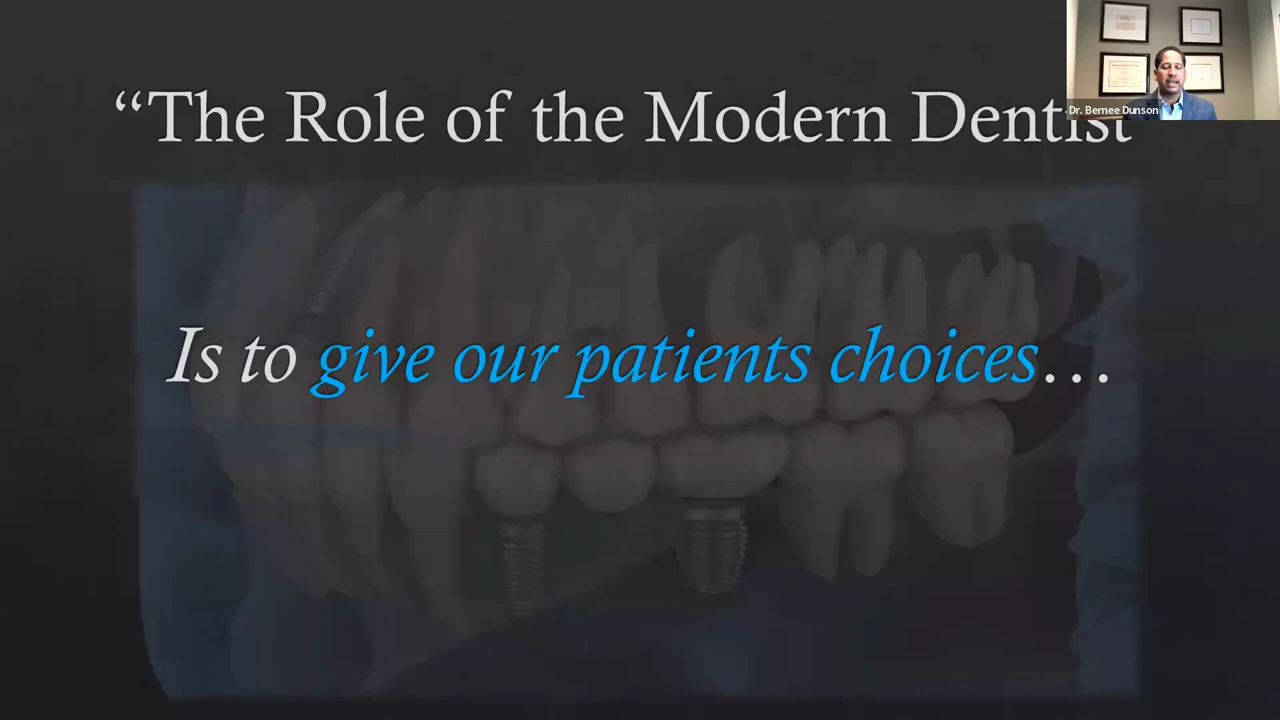 “The Role of the Modern Dentist
Dr. Bernee Dunson
Is to give our patients choices…